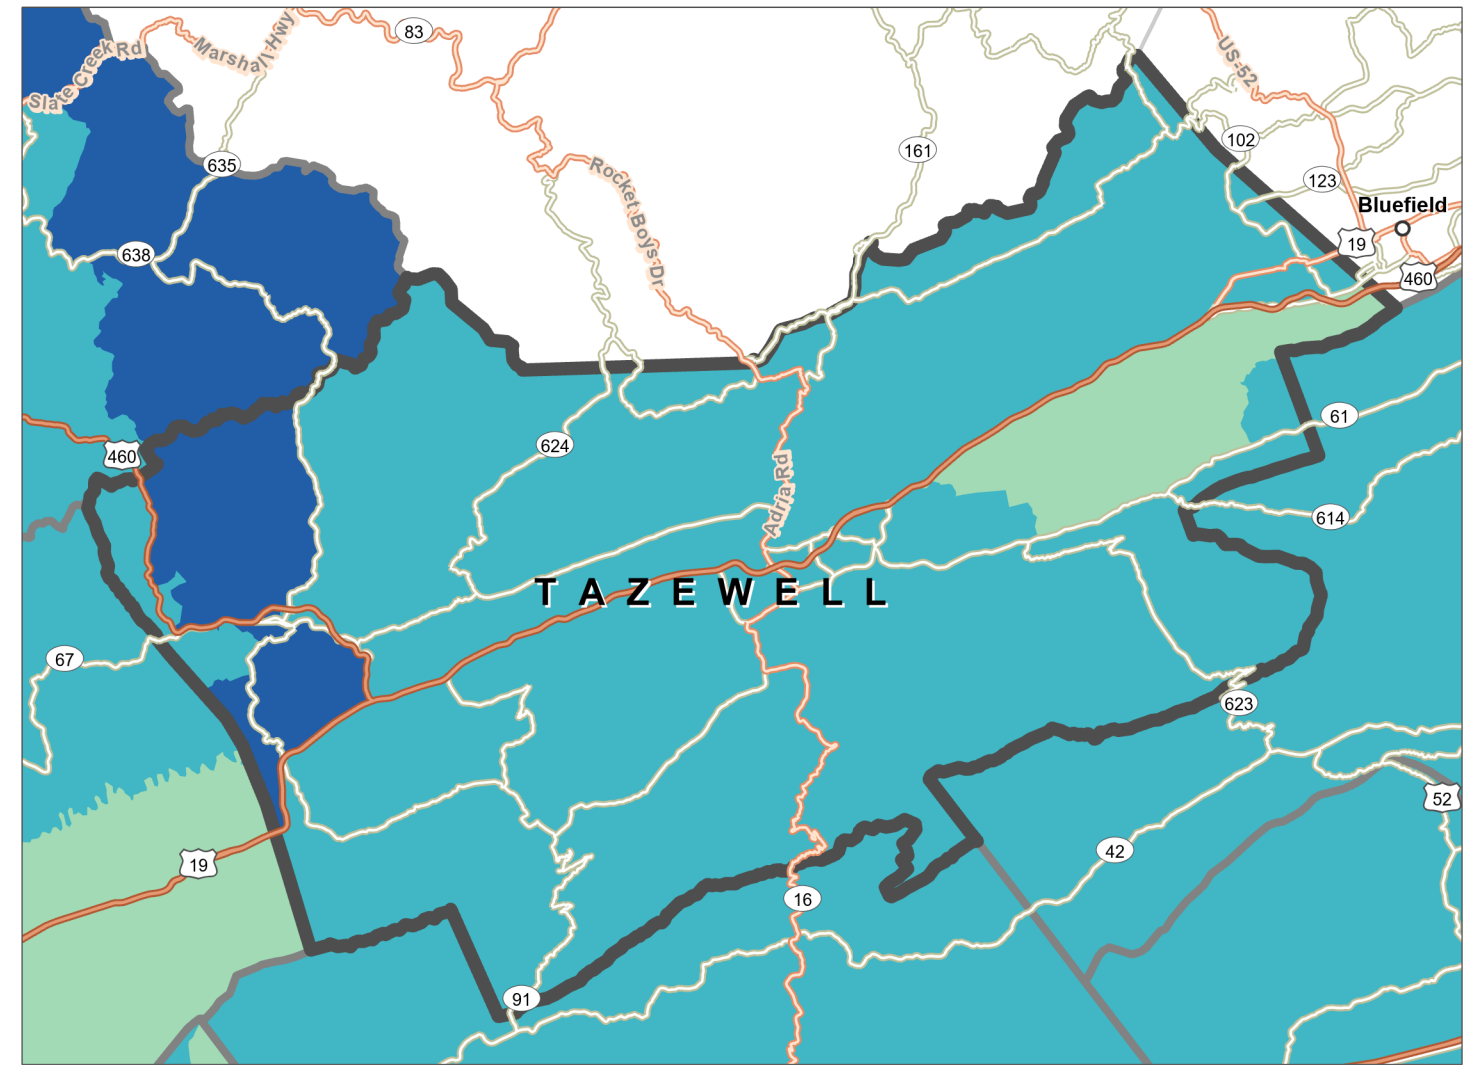 83
Slate Creek Rd
Marshall Hwy
US-52
161
102
635
123
Rocket Boys Dr
Bluefield
19
638
460
61
624
460
Adria Rd
614
TAZEWELL
67
623
52
42
19
16
91